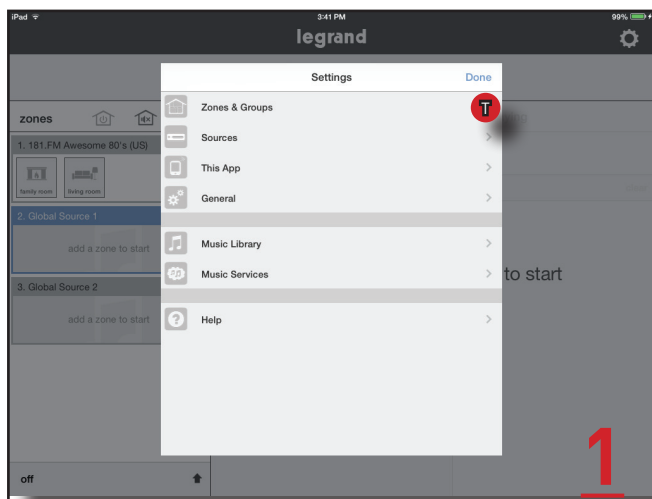 iPad 3:41 PM 99%
legrand
Settings Done
zones
1. 181.FM Awesome 80's (US)
family room living room
2. Global Source 1
add a zone to start
3. Global Source 2
add a zone to start
off
Zones & Groups T
Sources
This App
General
Music Library
Music Services
Help
to start
1